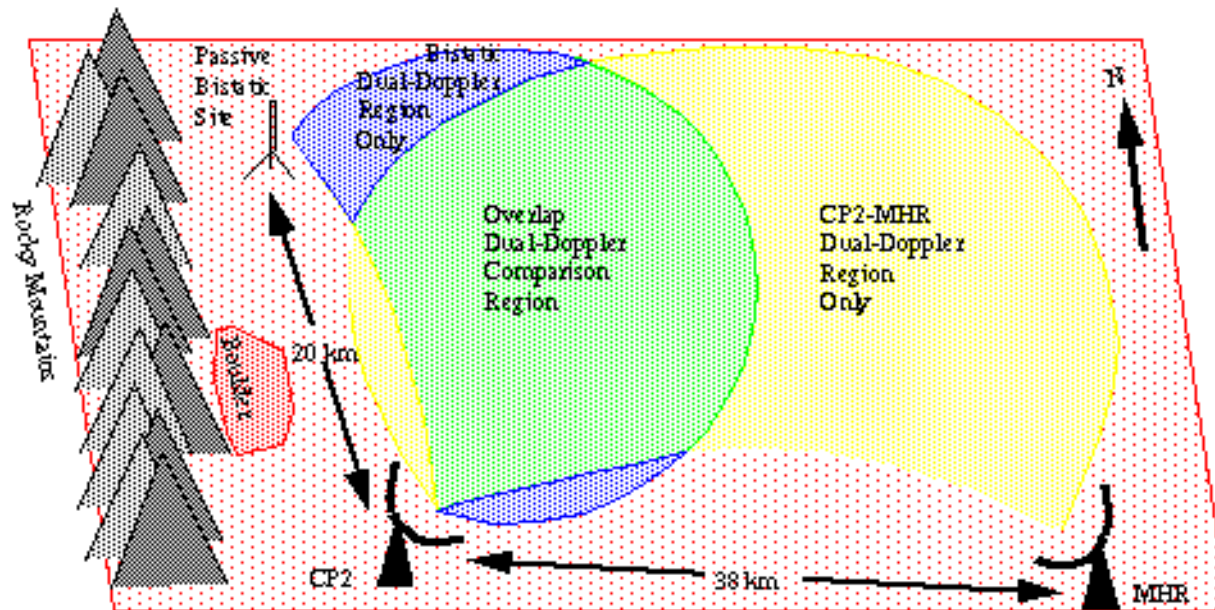 Passive
Bistatic
Site
Bistatic
Dual-Doppler
Region
Only
N
Rocky Mountains
Overlap
Dual-Doppler
Comparison
Region
CP2-MHR
Dual-Doppler
Region
Only
Boulder
20 km
CP2
38 km
MHR